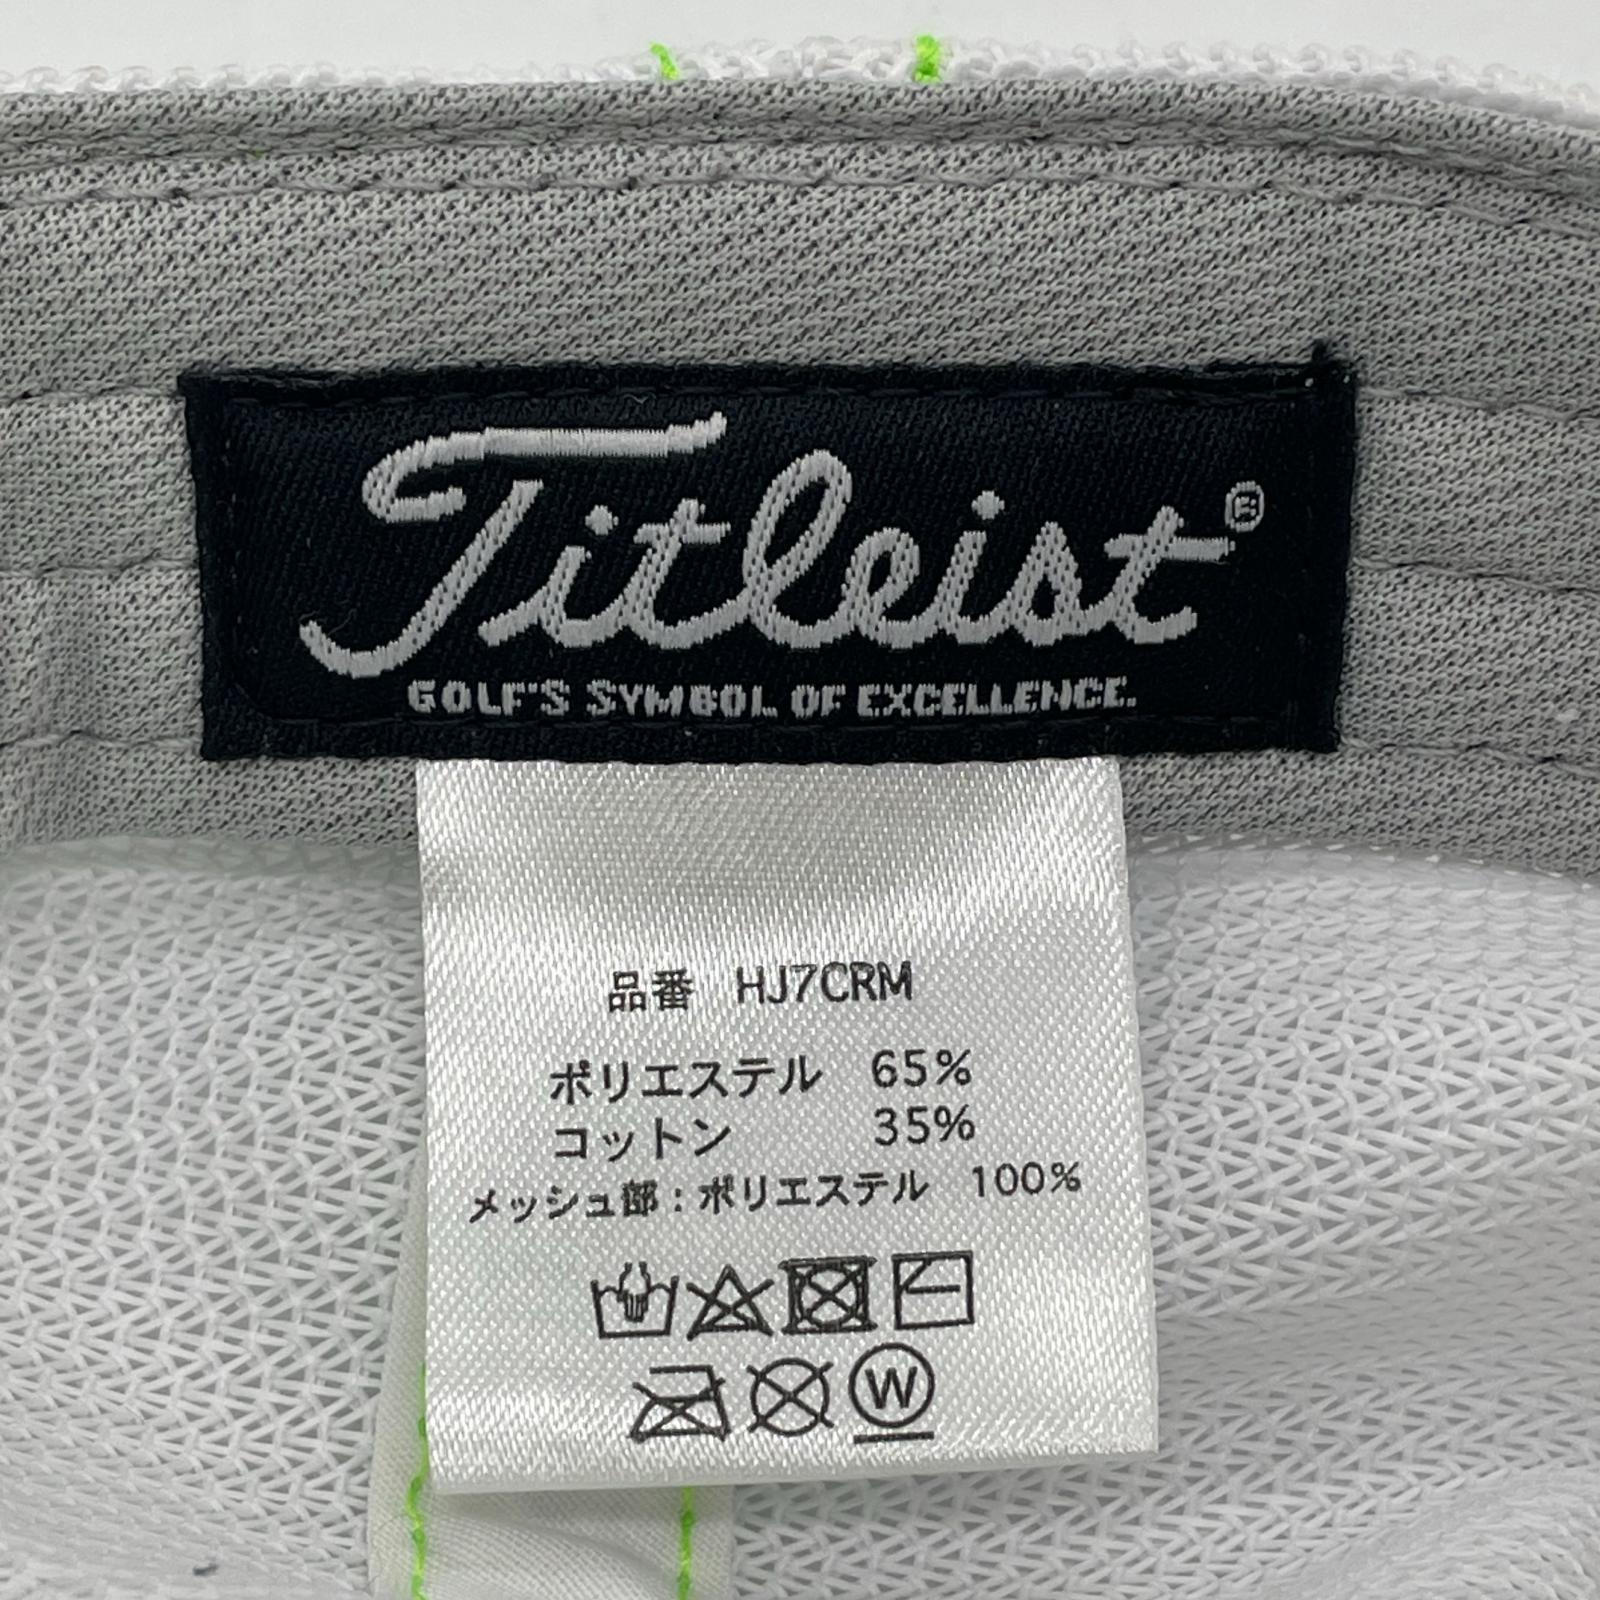 Titleist®
GOLF'S SYMBOL OF EXCELLENCE.
品番 HJ7CRM
ポリエステル 65%
コットン 35%
メッシュ部：ポリエステル 100%
W